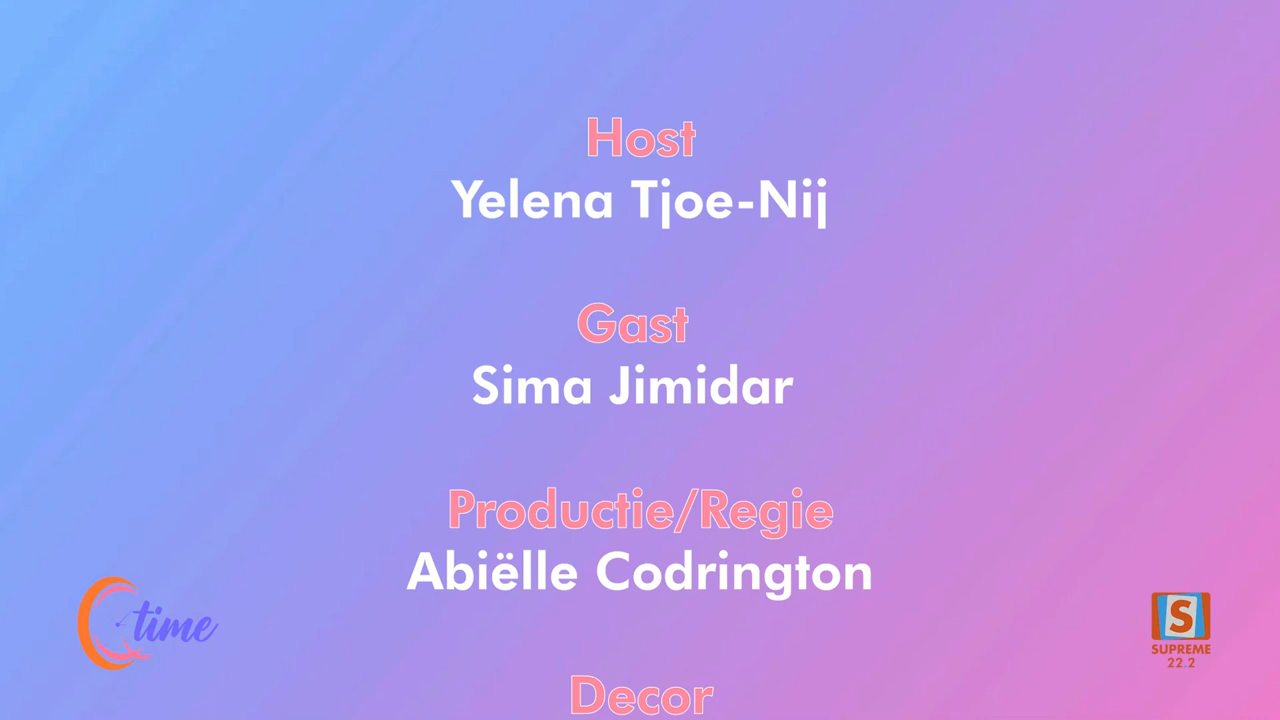 Host
Yelena Tjoe-Nij
Gast
Sima Jimidar
Productie/Regie
Abiëlle Codrington
time
S
SUPREME
22.2
Decor